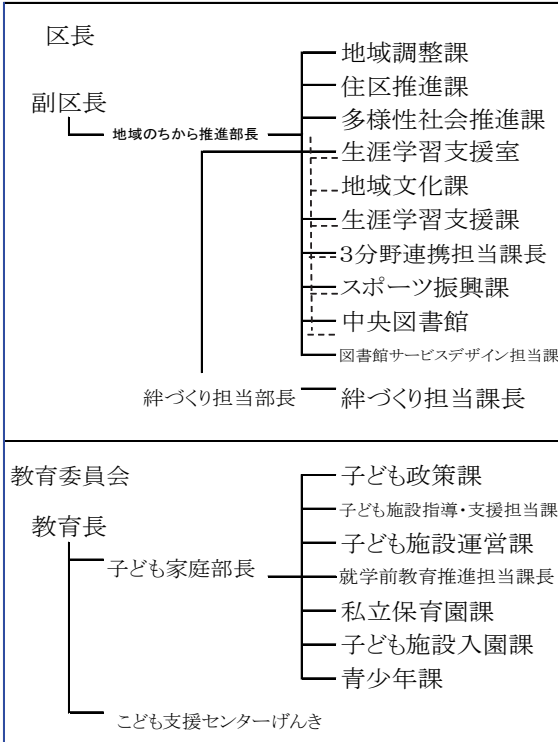 区長
副区長
地域のちから推進部長
地域調整課
住区推進課
多様性社会推進課
生涯学習支援室
地域文化課
生涯学習支援課
3分野連携担当課長
スポーツ振興課
中央図書館
図書館サービスデザイン担当課
絆づくり担当部長
絆づくり担当課長
教育委員会
教育長
子ども家庭部長
子ども政策課
子ども施設指導・支援担当課
子ども施設運営課
就学前教育推進担当課長
私立保育園課
子ども施設入園課
青少年課
こども支援センターげんき